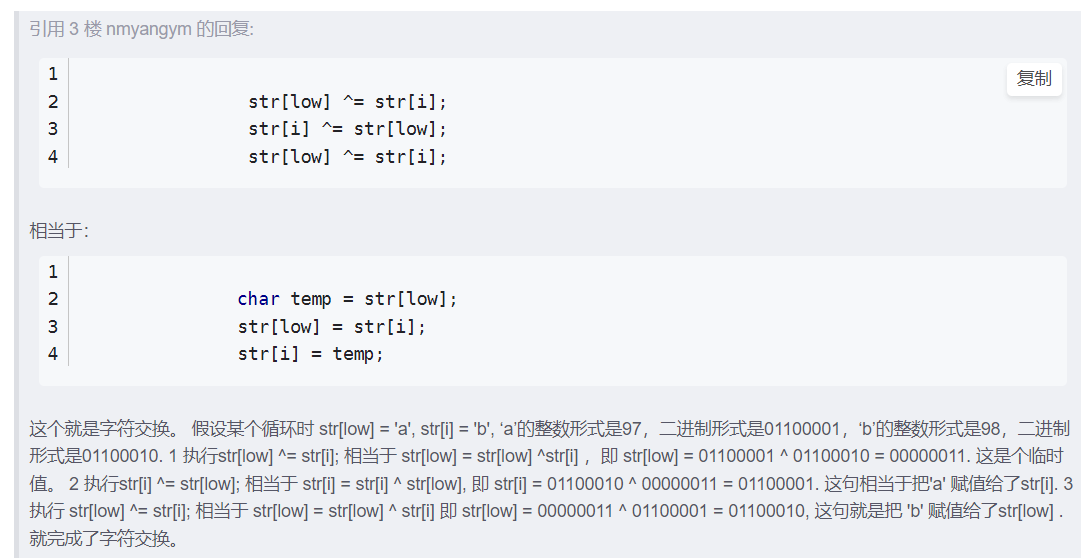 引用 3 楼 nmyangym 的回复:
复制
1
2 str[low] ^= str[i];
3 str[i] ^= str[low];
4 str[low] ^= str[i];
相当于：
1
2 char temp = str[low];
3 str[low] = str[i];
4 str[i] = temp;
这个就是字符交换。 假设某个循环时 str[low] = 'a', str[i] = 'b', ‘a’的整数形式是97，二进制形式是01100001，‘b’的整数形式是98，二进制
形式是01100010. 1 执行str[low] ^= str[i]; 相当于 str[low] = str[low] ^str[i] ，即 str[low] = 01100001 ^ 01100010 = 00000011. 这是个临时
值。 2 执行str[i] ^= str[low]; 相当于 str[i] = str[i] ^ str[low], 即 str[i] = 01100010 ^ 00000011 = 01100001. 这句相当于把'a' 赋值给了str[i]. 3
执行 str[low] ^= str[i]; 相当于 str[low] = str[low] ^ str[i] 即 str[low] = 00000011 ^ 01100001 = 01100010, 这句就是把 'b' 赋值给了str[low] .
就完成了字符交换。